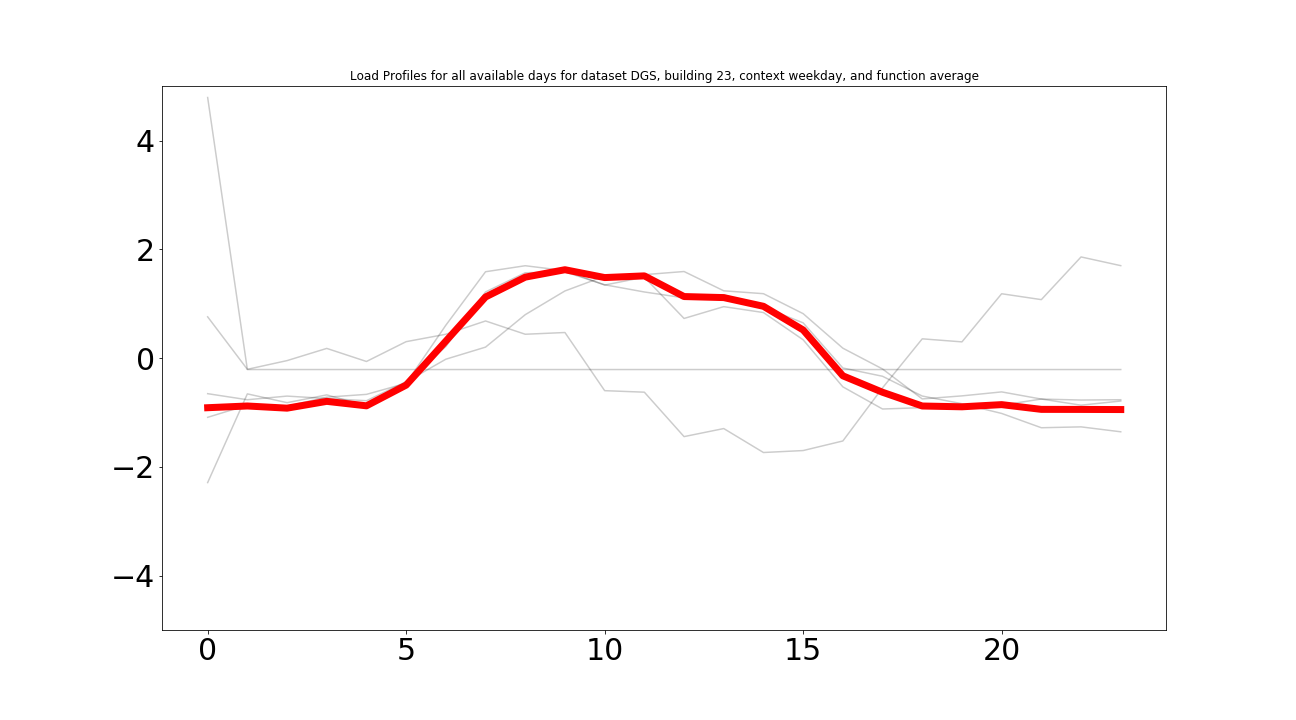 Load Profiles for all available days for dataset DGS, building 23, context weekday, and function average
4
2
0
−2
−4
0 5 10 15 20